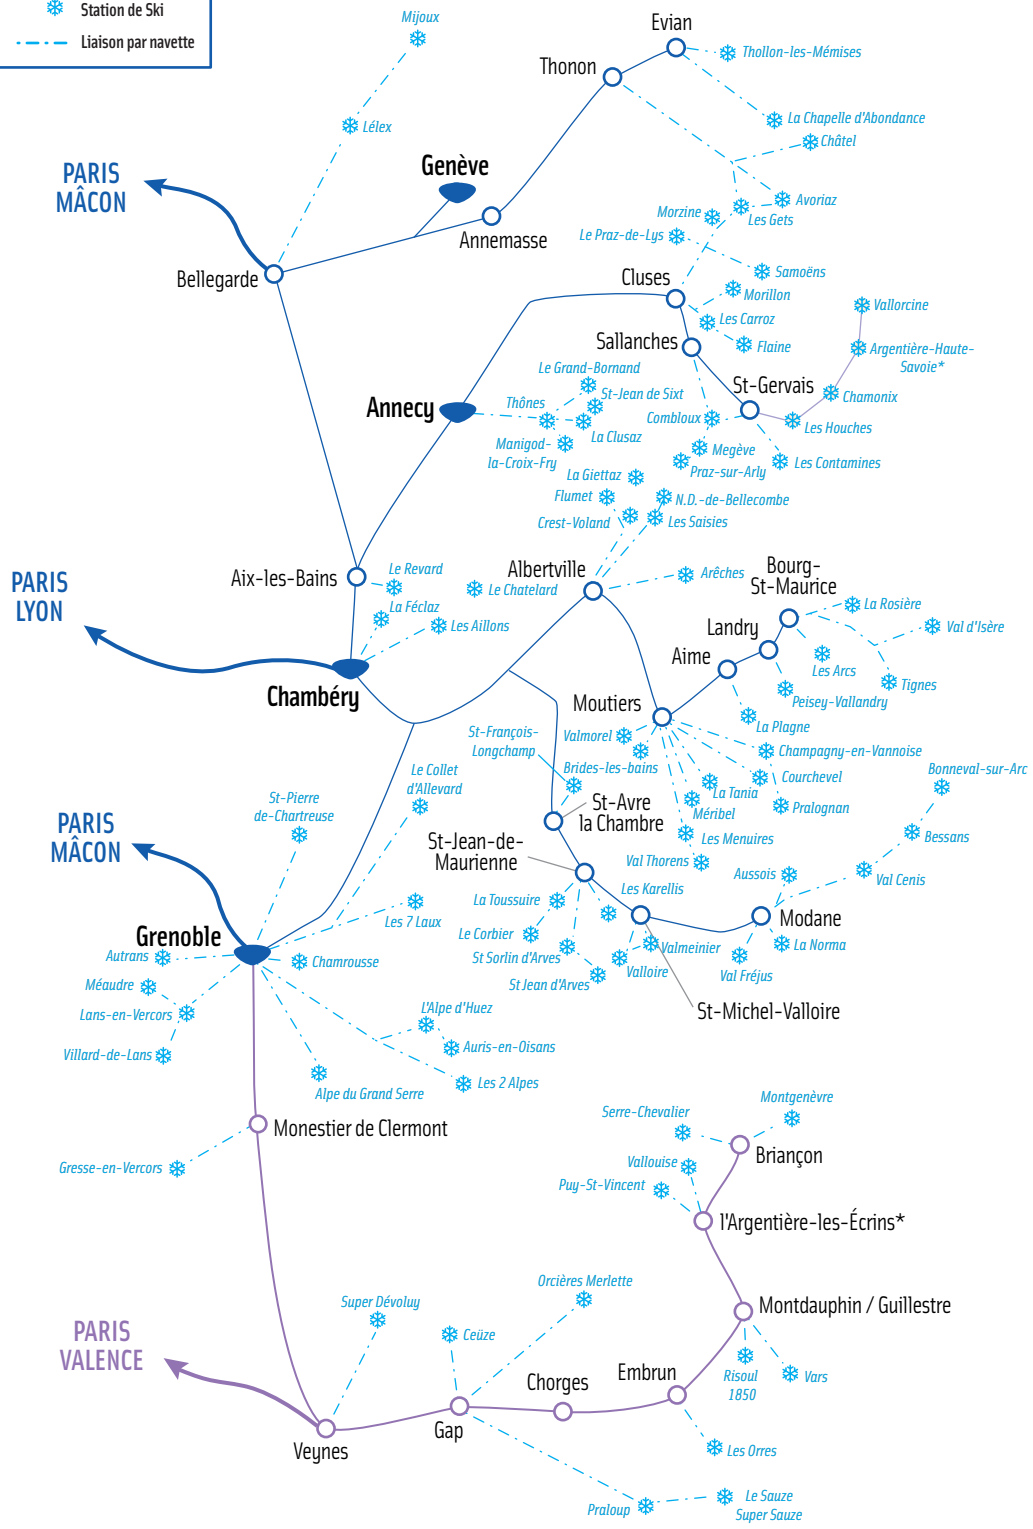 Station de Ski
Liaison par navette
Mijoux
Evian
Thonon
Thollon-les-Mémises
Lélex
La Chapelle d'Abondance
Châtel
PARIS
MÂCON
Genève
Avoriaz
Morzine
Les Gets
Annemasse
Le Praz-de-Lys
Bellegarde
Samoëns
Cluses
Morillon
Vallorcine
Les Carroz
Sallanches
Flaine
Argentière-Haute-
Savoie*
Le Grand-Bornand
St-Gervais
St-Jean de Sixt
Chamonix
Annecy
Thônes
Combloux
Les Houches
La Clusaz
Manigod-
la-Croix-Fry
Megève
Les Contamines
Praz-sur-Arly
La Giettaz
Flumet
N.D.-de-Bellecombe
Crest-Voland
Les Saisies
PARIS
LYON
Aix-les-Bains
Le Revard
Albertville
Arêches
Bourg-
St-Maurice
Le Chatelard
La Féclaz
La Rosière
Les Aillons
Landry
Val d'Isère
Aime
Les Arcs
Chambéry
Tignes
Moutiers
Peisey-Vallandry
La Plagne
St-François-
Longchamp
Valmorel
Champagny-en-Vannoise
Brides-les-bains
Courchevel
Bonneval-sur-Arc
Le Collet
d'Allevard
La Tania
St-Pierre
de-Chartreuse
St-Avre
la Chambre
Méribel
Pralognan
PARIS
MÂCON
St-Jean-de-
Maurienne
Les Menuires
Bessans
Val Thorens
Aussois
Val Cenis
Les Karellis
La Toussuire
Les 7 Laux
Modane
Grenoble
Le Corbier
Valmeinier
La Norma
Autrans
Chamrousse
St Sorlin d'Arves
Valloire
Val Fréjus
Méaudre
St Jean d'Arves
Lans-en-Vercors
L'Alpe d'Huez
St-Michel-Valloire
Villard-de-Lans
Auris-en-Oisans
Les 2 Alpes
Alpe du Grand Serre
Montgenèvre
Serre-Chevalier
Monestier de Clermont
Briançon
Gresse-en-Vercors
Vallouise
Puy-St-Vincent
l'Argentière-les-Écrins*
Orcières Merlette
Super Dévoluy
Montdauphin / Guillestre
PARIS
VALENCE
Ceüze
Embrun
Risoul
1850
Vars
Chorges
Gap
Veynes
Les Orres
Le Sauze
Super Sauze
Praloup